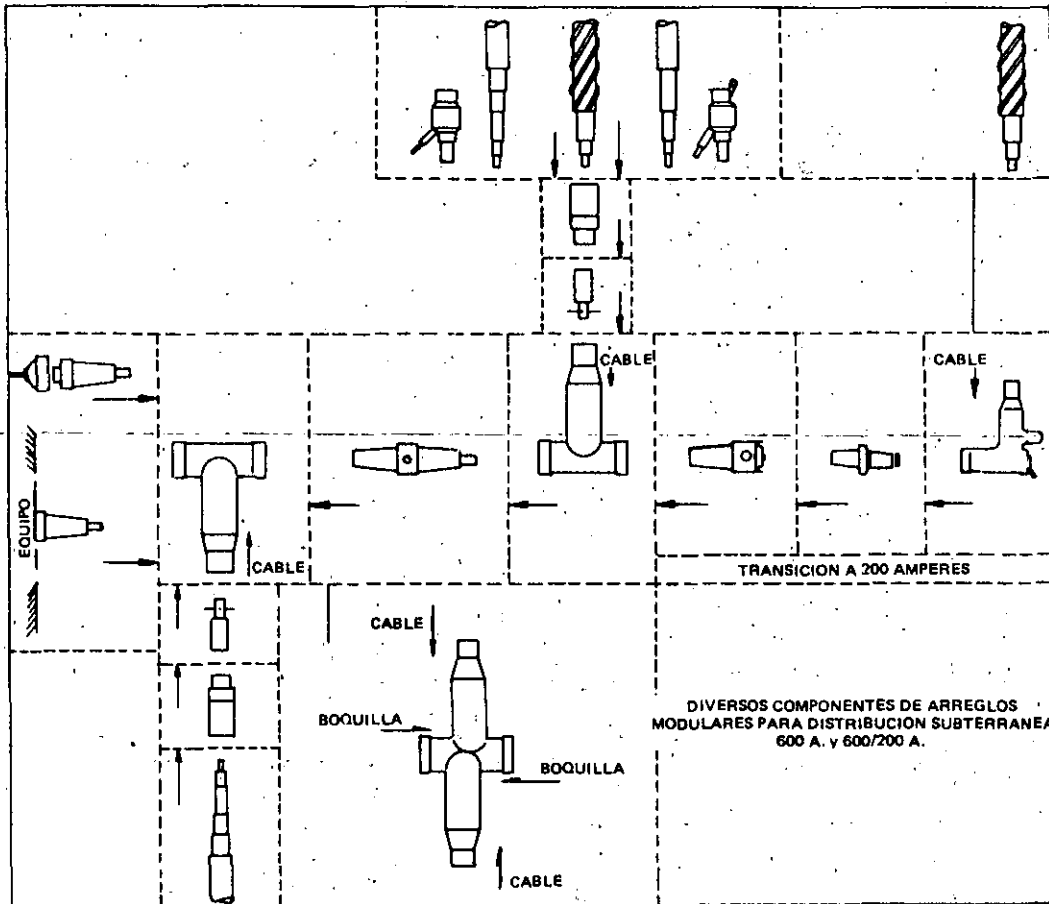 CABLE
CABLE
EQUIPO
CABLE
TRANSICION A 200 AMPERES
CABLE
BOQUILLA
BOQUILLA
CABLE
DIVERSOS COMPONENTES DE ARREGLOS
MODULARES PARA DISTRIBUCION SUBTERRANEA
600 A. y 600/200 A.